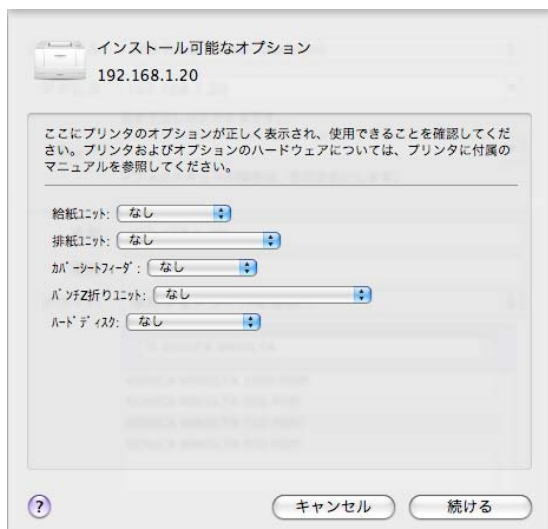 インストール可能なオプション
192.168.1.20
ここにプリンタのオプションが正しく表示され、使用できることを確認してくだ
さい。プリンタおよびオプションのハードウェアについては、プリンタに付属の
マニュアルを参照してください。
給紙ﾕﾆｯﾄ: なし
排紙ﾕﾆｯﾄ: なし
ｶﾊﾞｰｼｰﾄﾌｨｰﾀﾞ: なし
ﾊﾟﾝﾁZ折りﾕﾆｯﾄ: なし
ﾊｰﾄﾞﾃﾞｨｽｸ: なし
?
キャンセル 続ける